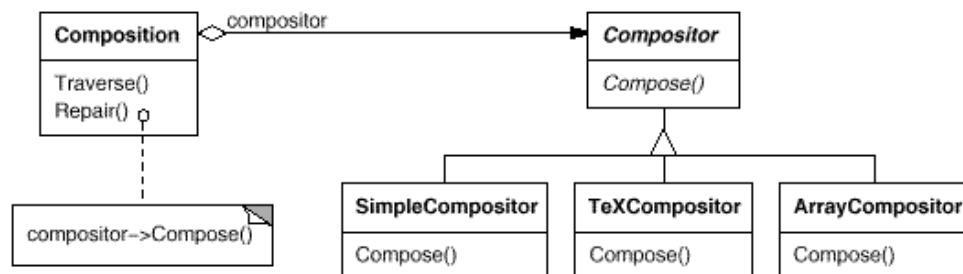 Composition
Traverse()
Repair()
compositor
Compositor
Compose()
compositor->Compose()
SimpleCompositor
Compose()
TeXCompositor
Compose()
ArrayCompositor
Compose()